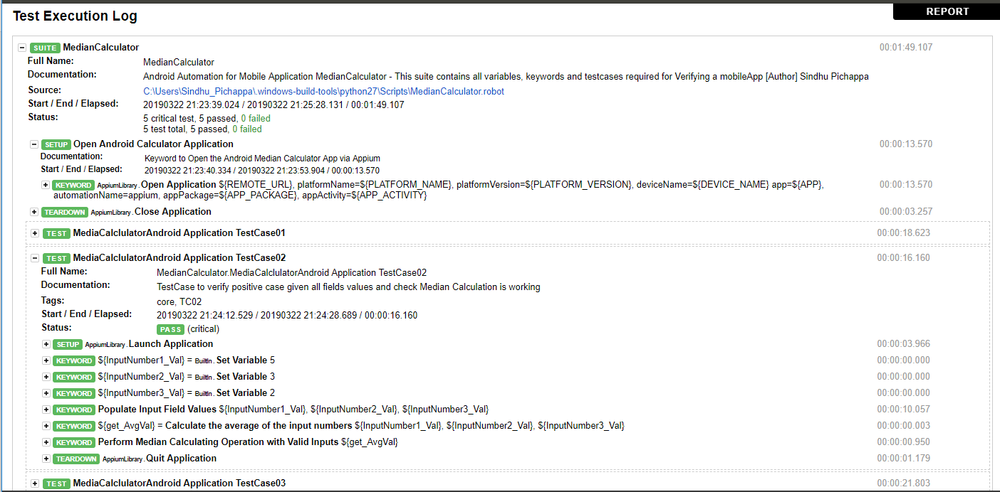 Test Execution Log
REPORT
SUITE MedianCalculator 00:01:49.107
Full Name: MedianCalculator
Documentation: Android Automation for Mobile Application MedianCalculator - This suite contains all variables, keywords and testcases required for Verifying a mobileApp [Author] Sindhu Pichappa
Source: C:\Users\Sindhu_Pichappa\.windows-build-tools\python27\Scripts\MedianCalculator.robot
Start / End / Elapsed: 20190322 21:23:39.024 / 20190322 21:25:28.131 / 00:01:49.107
Status: 5 critical test, 5 passed, 0 failed
5 test total, 5 passed, 0 failed
SETUP Open Android Calculator Application 00:00:13.570
Documentation: Keyword to Open the Android Median Calculator App via Appium
Start / End / Elapsed: 20190322 21:23:40.334 / 20190322 21:23:53.904 / 00:00:13.570
KEYWORD AppiumLibrary.Open Application ${REMOTE_URL}, platformName=${PLATFORM_NAME}, platformVersion=${PLATFORM_VERSION}, deviceName=${DEVICE_NAME} app=${APP}, 00:00:13.570
automationName=appium, appPackage=${APP_PACKAGE}, appActivity=${APP_ACTIVITY}
TEARDOWN AppiumLibrary.Close Application 00:00:03.257
TEST MediaCalclulatorAndroid Application TestCase01 00:00:18.623
TEST MediaCalclulatorAndroid Application TestCase02 00:00:16.160
Full Name: MedianCalculator.MediaCalclulatorAndroid Application TestCase02
Documentation: TestCase to verify positive case given all fields values and check Median Calculation is working
Tags: core, TC02
Start / End / Elapsed: 20190322 21:24:12.529 / 20190322 21:24:28.689 / 00:00:16.160
Status: PASS (critical)
SETUP AppiumLibrary.Launch Application 00:00:03.966
KEYWORD ${InputNumber1_Val} = BuiltIn.Set Variable 5 00:00:00.000
KEYWORD ${InputNumber2_Val} = BuiltIn.Set Variable 3 00:00:00.000
KEYWORD ${InputNumber3_Val} = BuiltIn.Set Variable 2 00:00:00.000
KEYWORD Populate Input Field Values ${InputNumber1_Val}, ${InputNumber2_Val}, ${InputNumber3_Val} 00:00:10.057
KEYWORD ${get_AvgVal} = Calculate the average of the input numbers ${InputNumber1_Val}, ${InputNumber2_Val}, ${InputNumber3_Val} 00:00:00.003
KEYWORD Perform Median Calculating Operation with Valid Inputs ${get_AvgVal} 00:00:00.950
TEARDOWN AppiumLibrary.Quit Application 00:00:01.179
TEST MediaCalclulatorAndroid Application TestCase03 00:00:21.803